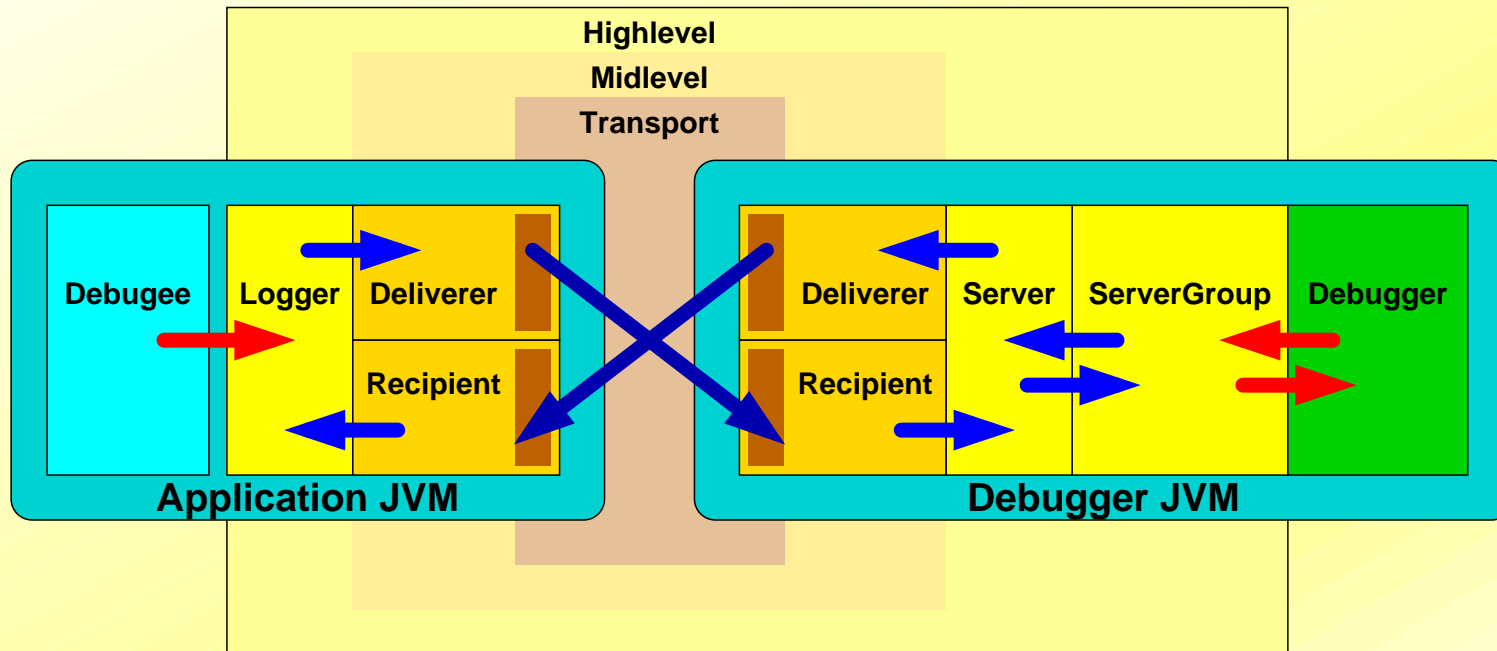 Highlevel
Midlevel
Transport
Debugee
Logger
Deliverer
Recipient
Application JVM
Deliverer
Server
ServerGroup
Debugger
Recipient
Debugger JVM